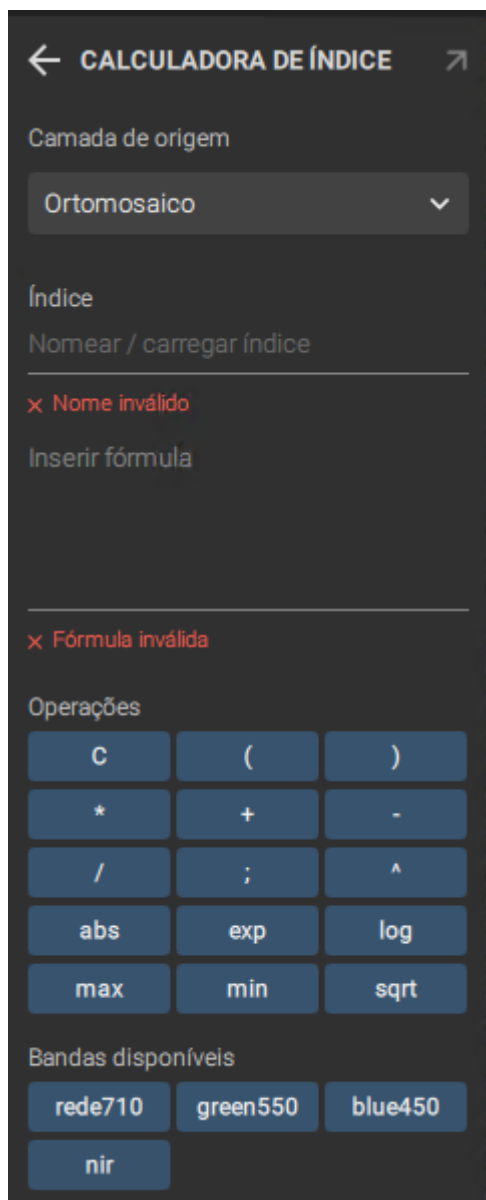 CALCULADORA DE ÍNDICE
Camada de origem
Ortomosaico
Índice
Nomear / carregar índice
Nome inválido
Inserir fórmula
Fórmula inválida
Operações
C ( )
* + -
/ ; ^
abs exp log
max min sqrt
Bandas disponíveis
rede710 green550 blue450
nir